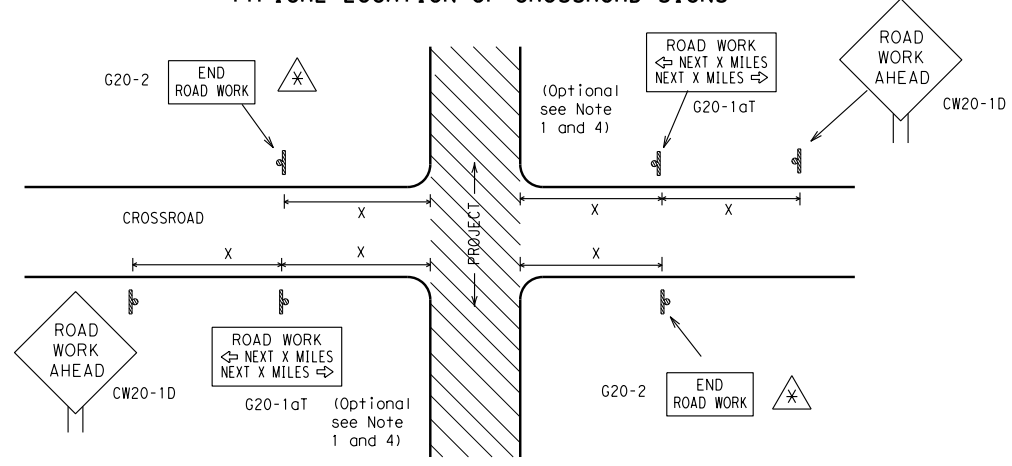 TYPICAL LOCATION OF CROSSROAD SIGNS
G20-2
END
ROAD WORK
*
(Optional
see Note
1 and 4)
ROAD WORK
⇦ NEXT X MILES
NEXT X MILES ⇨
G20-1aT
ROAD
WORK
AHEAD
CW20-1D
CROSSROAD
X
X
X
PROJECT
X
X
X
ROAD
WORK
AHEAD
CW20-1D
ROAD WORK
⇦ NEXT X MILES
NEXT X MILES ⇨
G20-1aT
(Optional
see Note
1 and 4)
G20-2
END
ROAD WORK
*